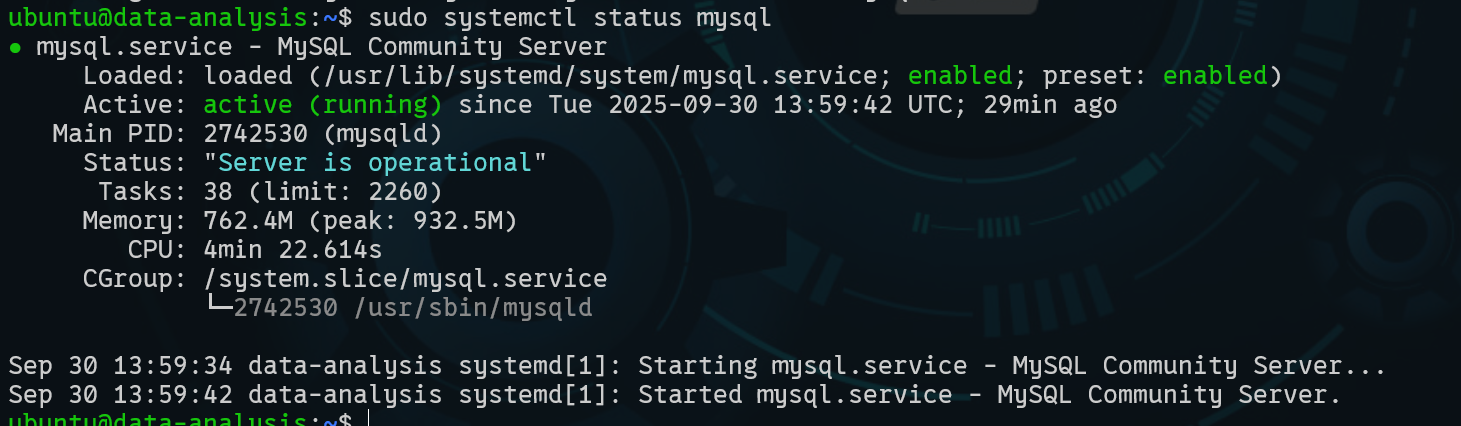 ubuntu@data-analysis:~$ sudo systemctl status mysql
● mysql.service - MySQL Community Server
     Loaded: loaded (/usr/lib/systemd/system/mysql.service; enabled; preset: enabled)
     Active: active (running) since Tue 2025-09-30 13:59:42 UTC; 29min ago
   Main PID: 2742530 (mysqld)
     Status: "Server is operational"
      Tasks: 38 (limit: 2260)
     Memory: 762.4M (peak: 932.5M)
        CPU: 4min 22.614s
     CGroup: /system.slice/mysql.service
             └─2742530 /usr/sbin/mysqld
Sep 30 13:59:34 data-analysis systemd[1]: Starting mysql.service - MySQL Community Server...
Sep 30 13:59:42 data-analysis systemd[1]: Started mysql.service - MySQL Community Server.
ubuntu@data-analysis:~$